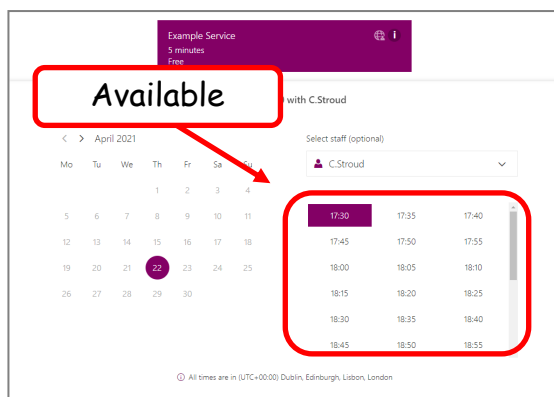 Example Service
5 minutes
Free
Available
with C.Stroud
April 2021
Select staff (optional)
Mo Tu We Th Fr Sa Su
C.Stroud
1 2 3 4
5 6 7 8 9 10 11
12 13 14 15 16 17 18
19 20 21 22 23 24 25
26 27 28 29 30
17:30 17:35 17:40
17:45 17:50 17:55
18:00 18:05 18:10
18:15 18:20 18:25
18:30 18:35 18:40
18:45 18:50 18:55
All times are in (UTC+00:00) Dublin, Edinburgh, Lisbon, London